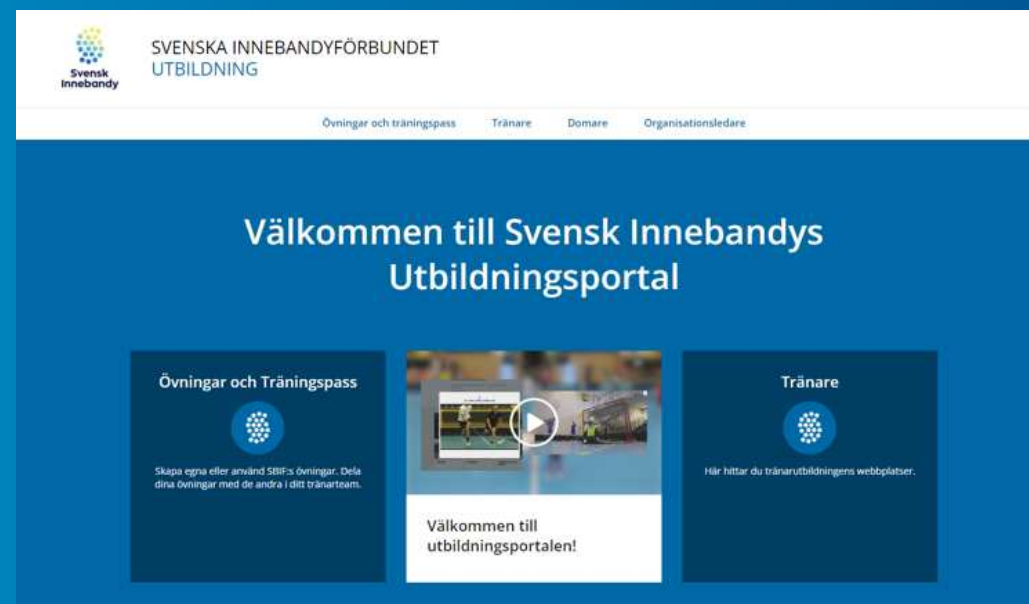 Svensk
Innebandy
SVENSKA INNEBANDYFÖRBUNDET
UTBILDNING
Övningar och träningspass
Tränare
Domare
Organisationsledare
Välkommen till Svensk Innebandys
Utbildningsportal
Övningar och Träningspass
Skapa egna eller använd SBIF:s övningar. Dela
dina övningar med de andra i ditt tränarteam.
Välkommen till
utbildningsportalen!
Tränare
Här hittar du tränarutbildningens webbplatser.